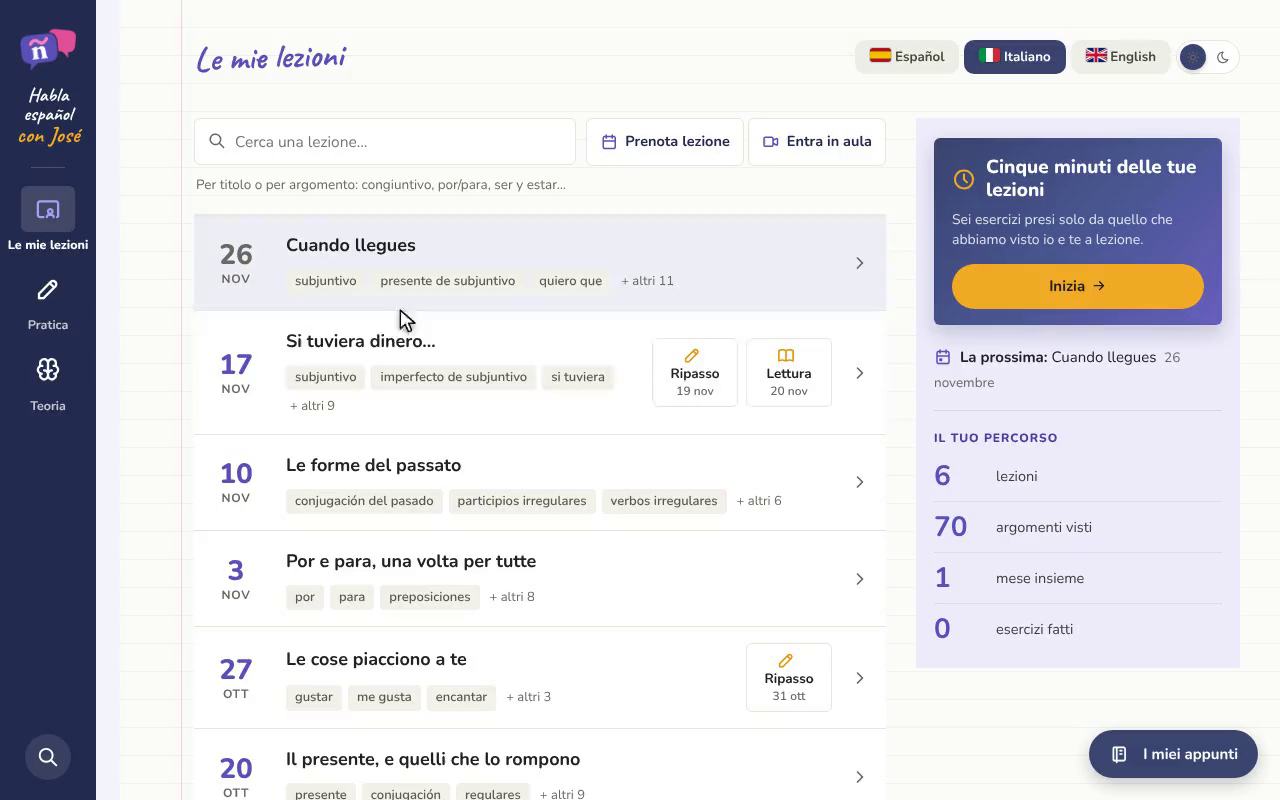 ñ
Habla
español
con José
Le mie lezioni
Pratica
Teoria
Le mie lezioni
Español
Italiano
English
Cerca una lezione...
Prenota lezione
Entra in aula
Per titolo o per argomento: congiuntivo, por/para, ser y estar...
26
NOV
Cuando llegues
subjuntivo presente de subjuntivo quiero que + altri 11
17
NOV
Si tuviera dinero...
subjuntivo imperfecto de subjuntivo si tuviera
+ altri 9
Ripasso
19 nov
Lettura
20 nov
10
NOV
Le forme del passato
conjugación del pasado participios irregulares verbos irregulares + altri 6
3
NOV
Por e para, una volta per tutte
por para preposiciones + altri 8
27
OTT
Le cose piacciono a te
gustar me gusta encantar + altri 3
Ripasso
31 ott
20
OTT
Il presente, e quelli che lo rompono
presente conjugación regulares + altri 9
Cinque minuti delle tue
lezioni
Sei esercizi presi solo da quello che
abbiamo visto io e te a lezione.
Inizia →
La prossima: Cuando llegues 26
novembre
IL TUO PERCORSO
6 lezioni
70 argomenti visti
1 mese insieme
0 esercizi fatti
I miei appunti